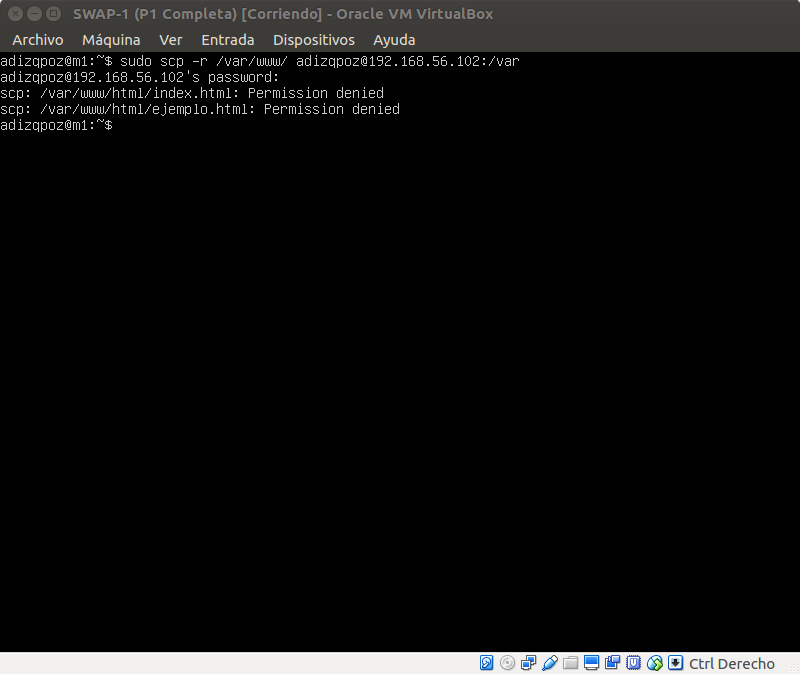 SWAP-1 (P1 Completa) [Corriendo] - Oracle VM VirtualBox
Archivo Máquina Ver Entrada Dispositivos Ayuda
adizqpoz@m1:~$ sudo scp -r /var/www/ adizqpoz@192.168.56.102:/var
adizqpoz@192.168.56.102's password:
scp: /var/www/html/index.html: Permission denied
scp: /var/www/html/ejemplo.html: Permission denied
adizqpoz@m1:~$
Ctrl Derecho